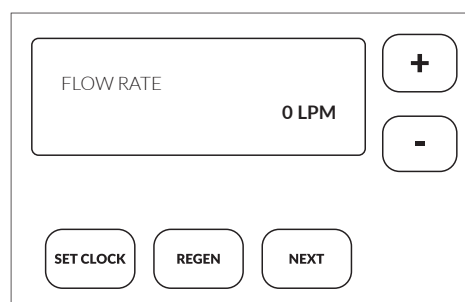 FLOW RATE
0 LPM
+
-
SET CLOCK
REGEN
NEXT